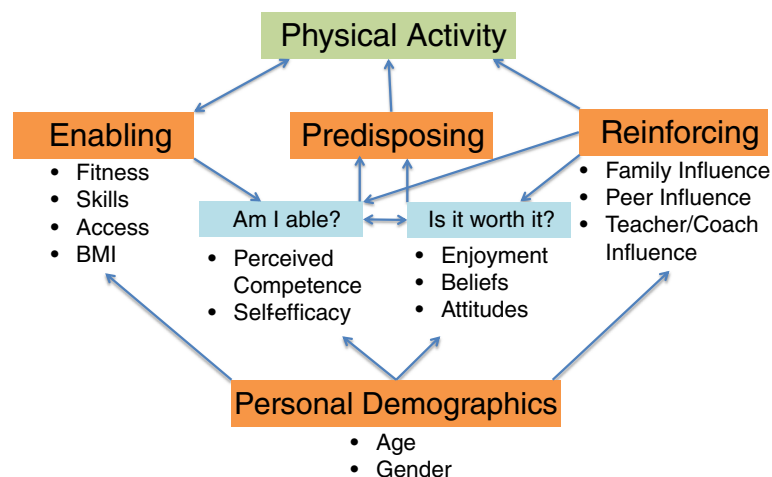 Physical Activity
Enabling
Predisposing
Reinforcing
• Fitness
• Skills
• Access
• BMI
• Family Influence
• Peer Influence
• Teacher/Coach
Influence
Am I able?
Is it worth it?
• Perceived
Competence
• Self-efficacy
• Enjoyment
• Beliefs
• Attitudes
Personal Demographics
• Age
• Gender